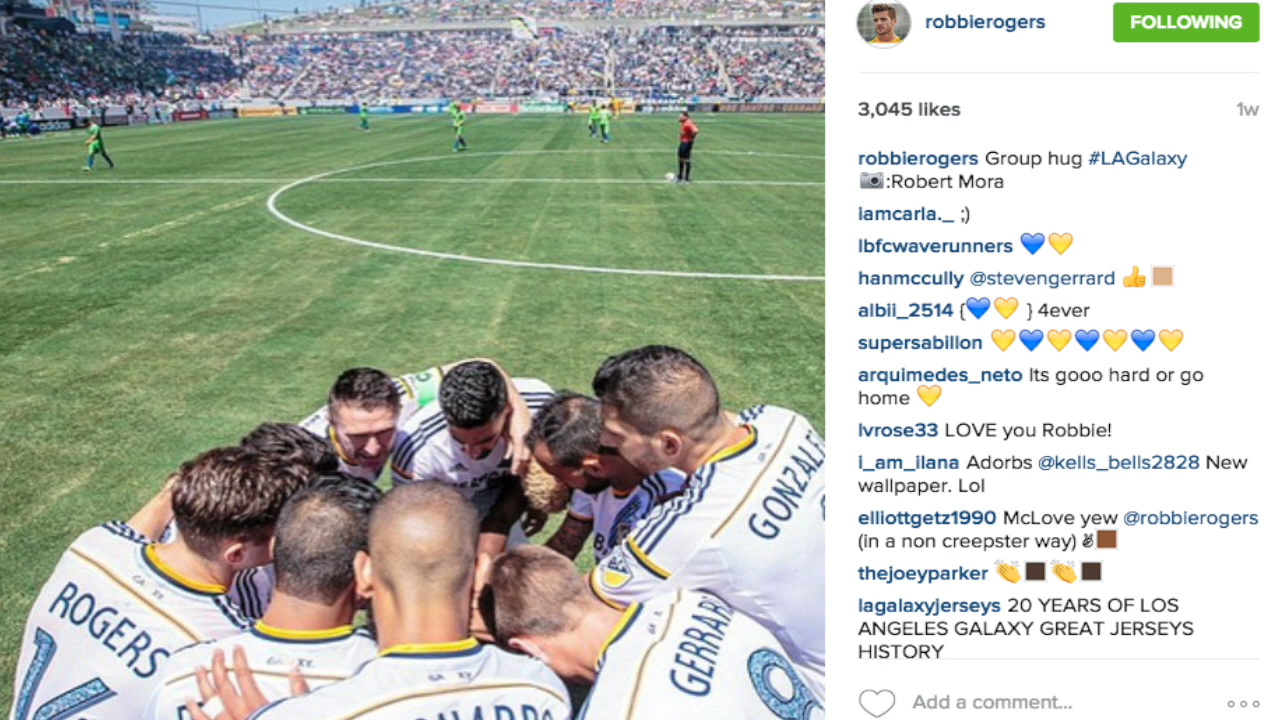 robbierogers
FOLLOWING
3,045 likes
1w
robbierogers Group hug #LAGalaxy
📷:Robert Mora
iamcarla._ ;)
lbfcwaverunners 💙💛
hanmccully @stevengerrard 👍🏼
albii_2514 {💙💛 } 4ever
supersabillon 💛💙💛💙💛💙💛
arquimedes_neto Its gooo hard or go
home 💛
lvrose33 LOVE you Robbie!
i_am_ilana Adorbs @kells_bells2828 New
wallpaper. Lol
elliottgetz1990 McLove yew @robbierogers
(in a non creepster way) ✌🏾
thejoeyparker 👏🏿👏🏿
lagalaxyjerseys 20 YEARS OF LOS
ANGELES GALAXY GREAT JERSEYS
HISTORY
Add a comment...
adidas
GONZALE
ROGERS
GERRARD